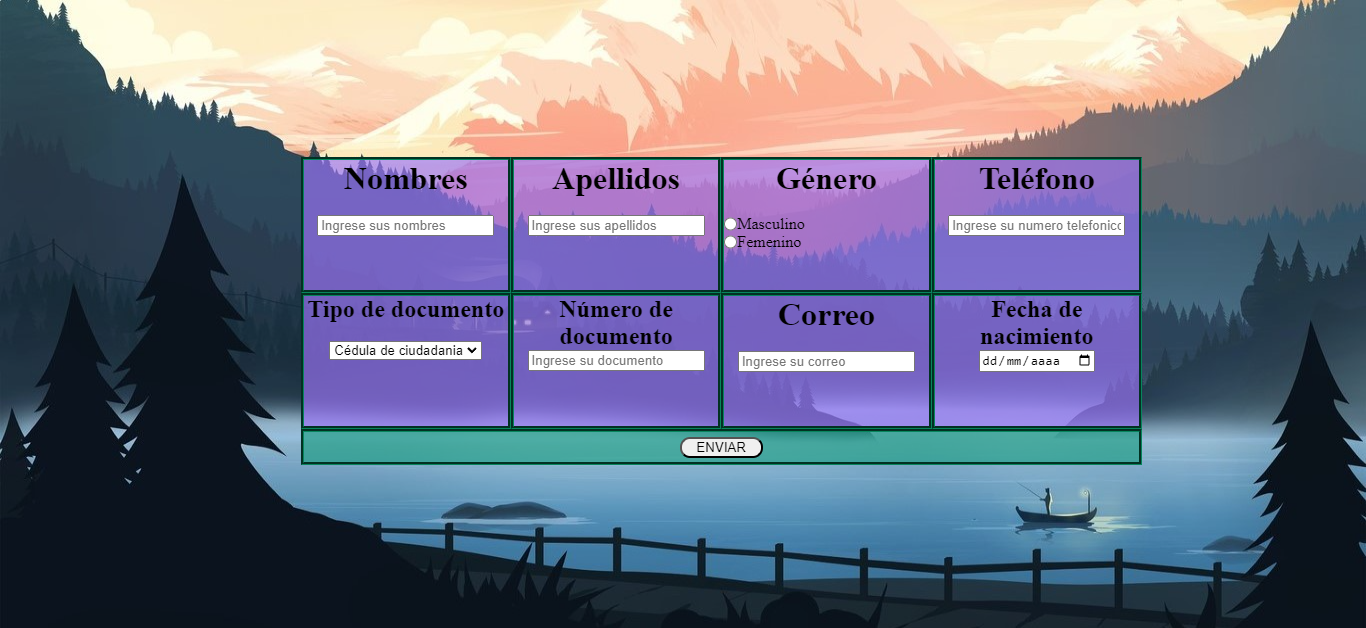 Nombres
Apellidos
Género
Teléfono
Ingrese sus nombres
Ingrese sus apellidos
Masculino
Femenino
Ingrese su numero telefonico
Tipo de documento
Número de
documento
Correo
Fecha de
nacimiento
Cédula de ciudadania
Ingrese su documento
Ingrese su correo
dd/mm/aaaa
ENVIAR